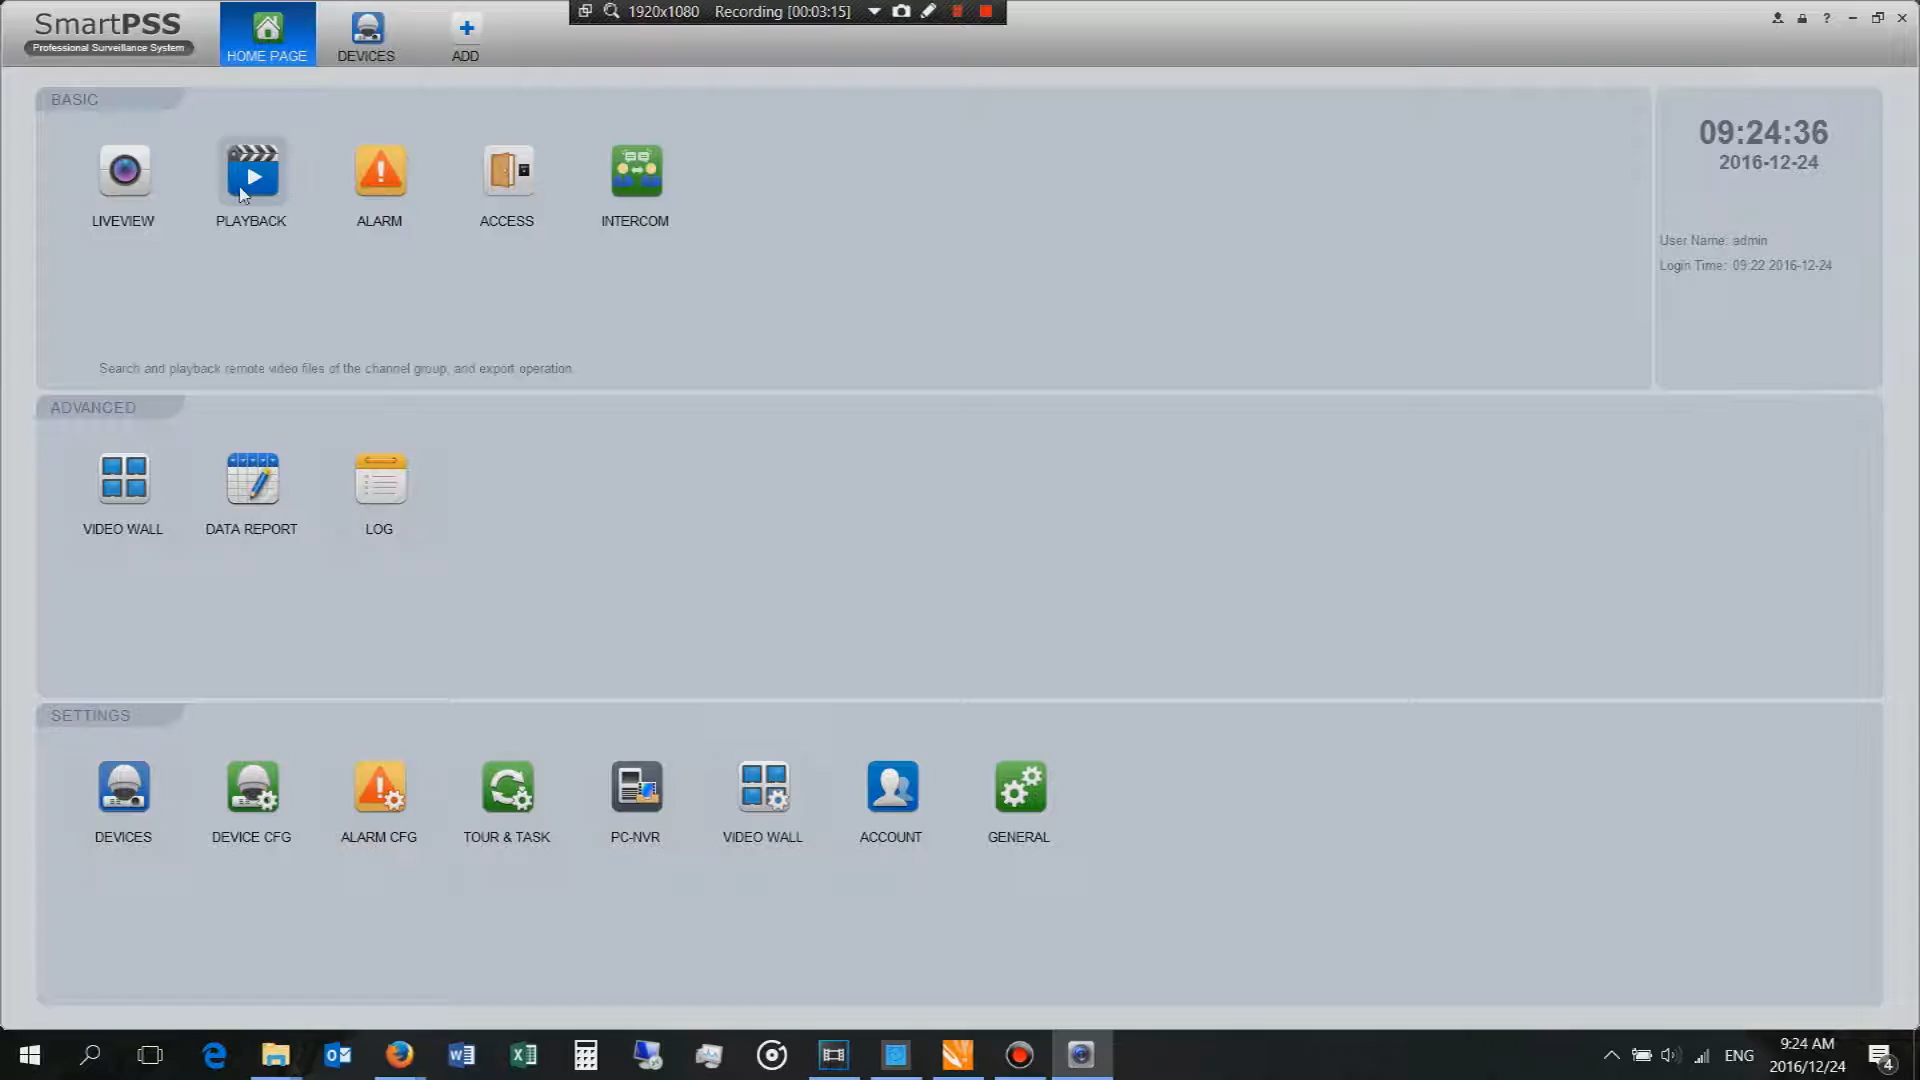 SmartPSS
Professional Surveillance System
HOME PAGE
DEVICES
ADD
1920x1080 Recording [00:03:15]
?
BASIC
LIVEVIEW
PLAYBACK
ALARM
ACCESS
INTERCOM
Search and playback remote video files of the channel group, and export operation.
09:24:36
2016-12-24
User Name: admin
Login Time: 09:22 2016-12-24
ADVANCED
VIDEO WALL
DATA REPORT
LOG
SETTINGS
DEVICES
DEVICE CFG
ALARM CFG
TOUR & TASK
PC-NVR
VIDEO WALL
ACCOUNT
GENERAL
ENG
9:24 AM
2016/12/24
4